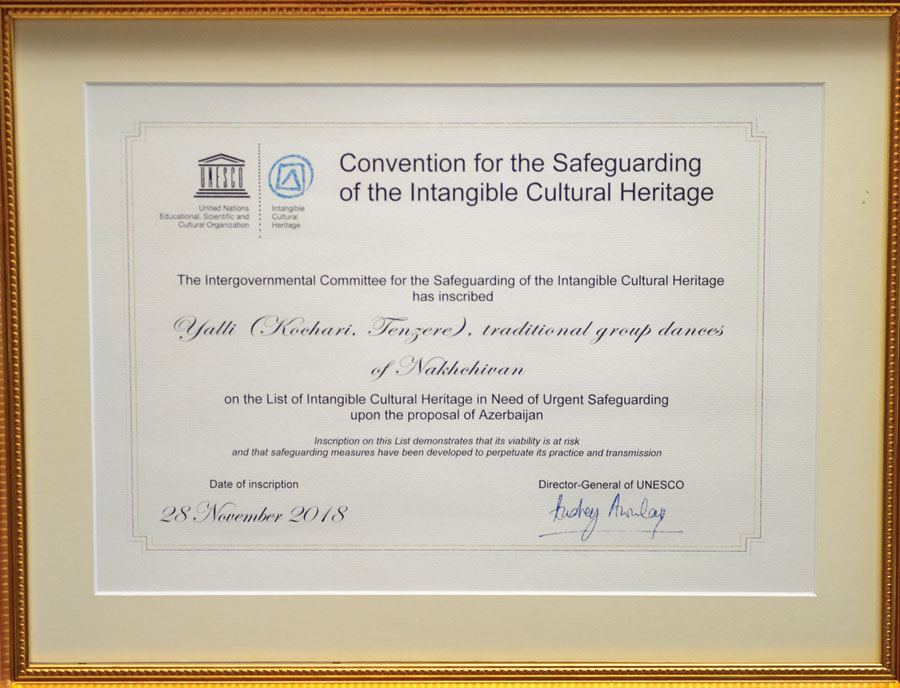 UNESCO
United Nations
Educational, Scientific and
Cultural Organization
Intangible
Cultural
Heritage
Convention for the Safeguarding
of the Intangible Cultural Heritage
The Intergovernmental Committee for the Safeguarding of the Intangible Cultural Heritage
has inscribed
Yalli (Kochari, Tenzere), traditional group dances
of Nakhchivan
on the List of Intangible Cultural Heritage in Need of Urgent Safeguarding
upon the proposal of Azerbaijan
Inscription on this List demonstrates that its viability is at risk
and that safeguarding measures have been developed to perpetuate its practice and transmission
Date of inscription
28 November 2018
Director-General of UNESCO
Audrey Azoulay